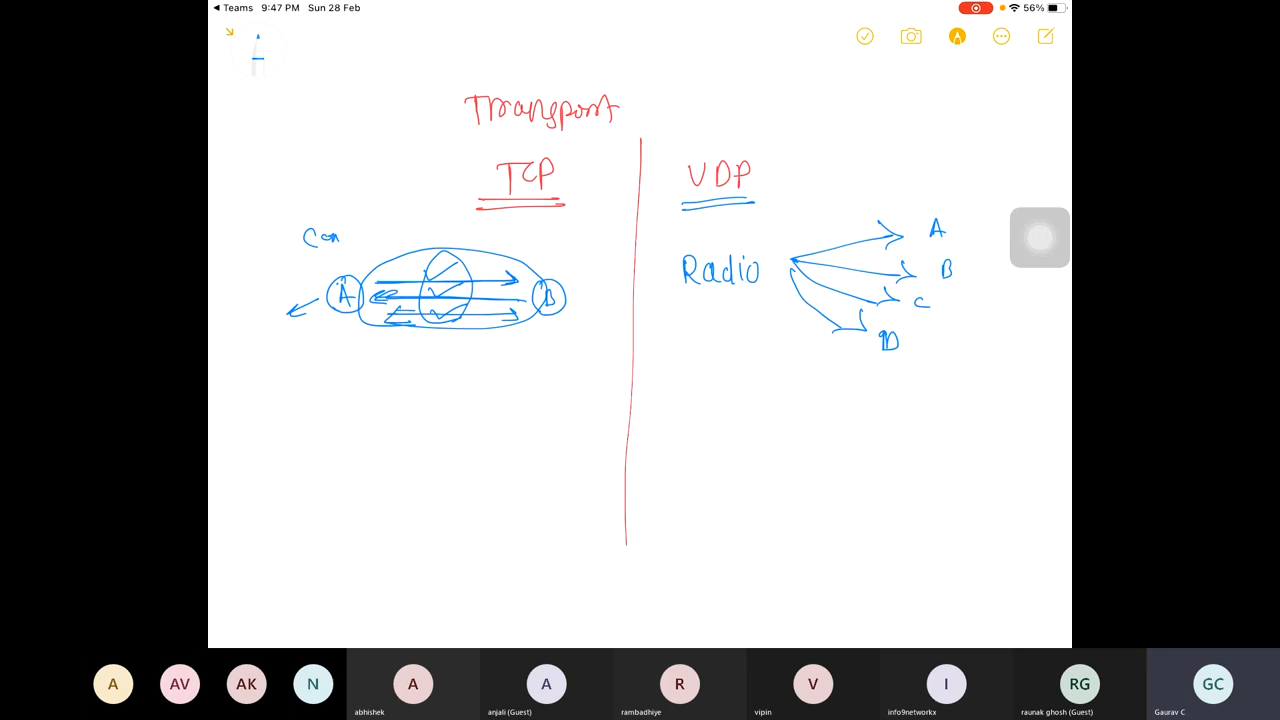 Teams 9:47 PM Sun 28 Feb 56%
Transport
TCP UDP
Con
A B
Radio
A
B
C
D
A AV AK N A A R V I RG GC
abhishek anjali (Guest) rambadhiye vipin info9networkx raunak ghosh (Guest) Gaurav C